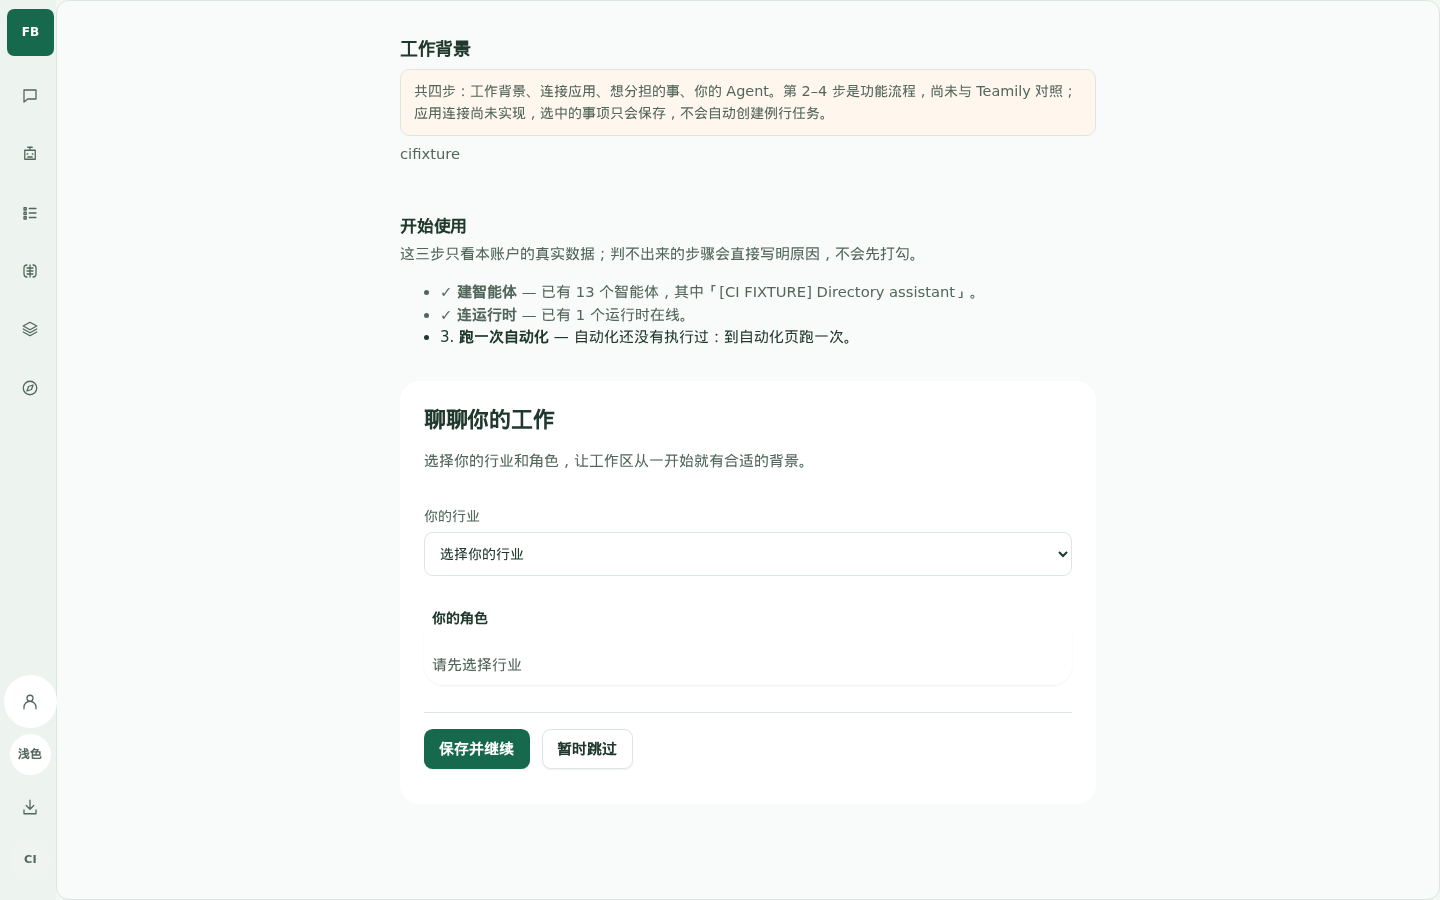 FB
工作背景
共四步：工作背景、连接应用、想分担的事、你的 Agent。第 2–4 步是功能流程，尚未与 Teamily 对照；
应用连接尚未实现，选中的事项只会保存，不会自动创建例行任务。
cifixture
开始使用
这三步只看本账户的真实数据；判不出来的步骤会直接写明原因，不会先打勾。
• ✓ 建智能体 — 已有 13 个智能体，其中「[CI FIXTURE] Directory assistant」。
• ✓ 连运行时 — 已有 1 个运行时在线。
• 3. 跑一次自动化 — 自动化还没有执行过：到自动化页跑一次。
聊聊你的工作
选择你的行业和角色，让工作区从一开始就有合适的背景。
你的行业
选择你的行业
你的角色
请先选择行业
保存并继续 暂时跳过
浅色
CI